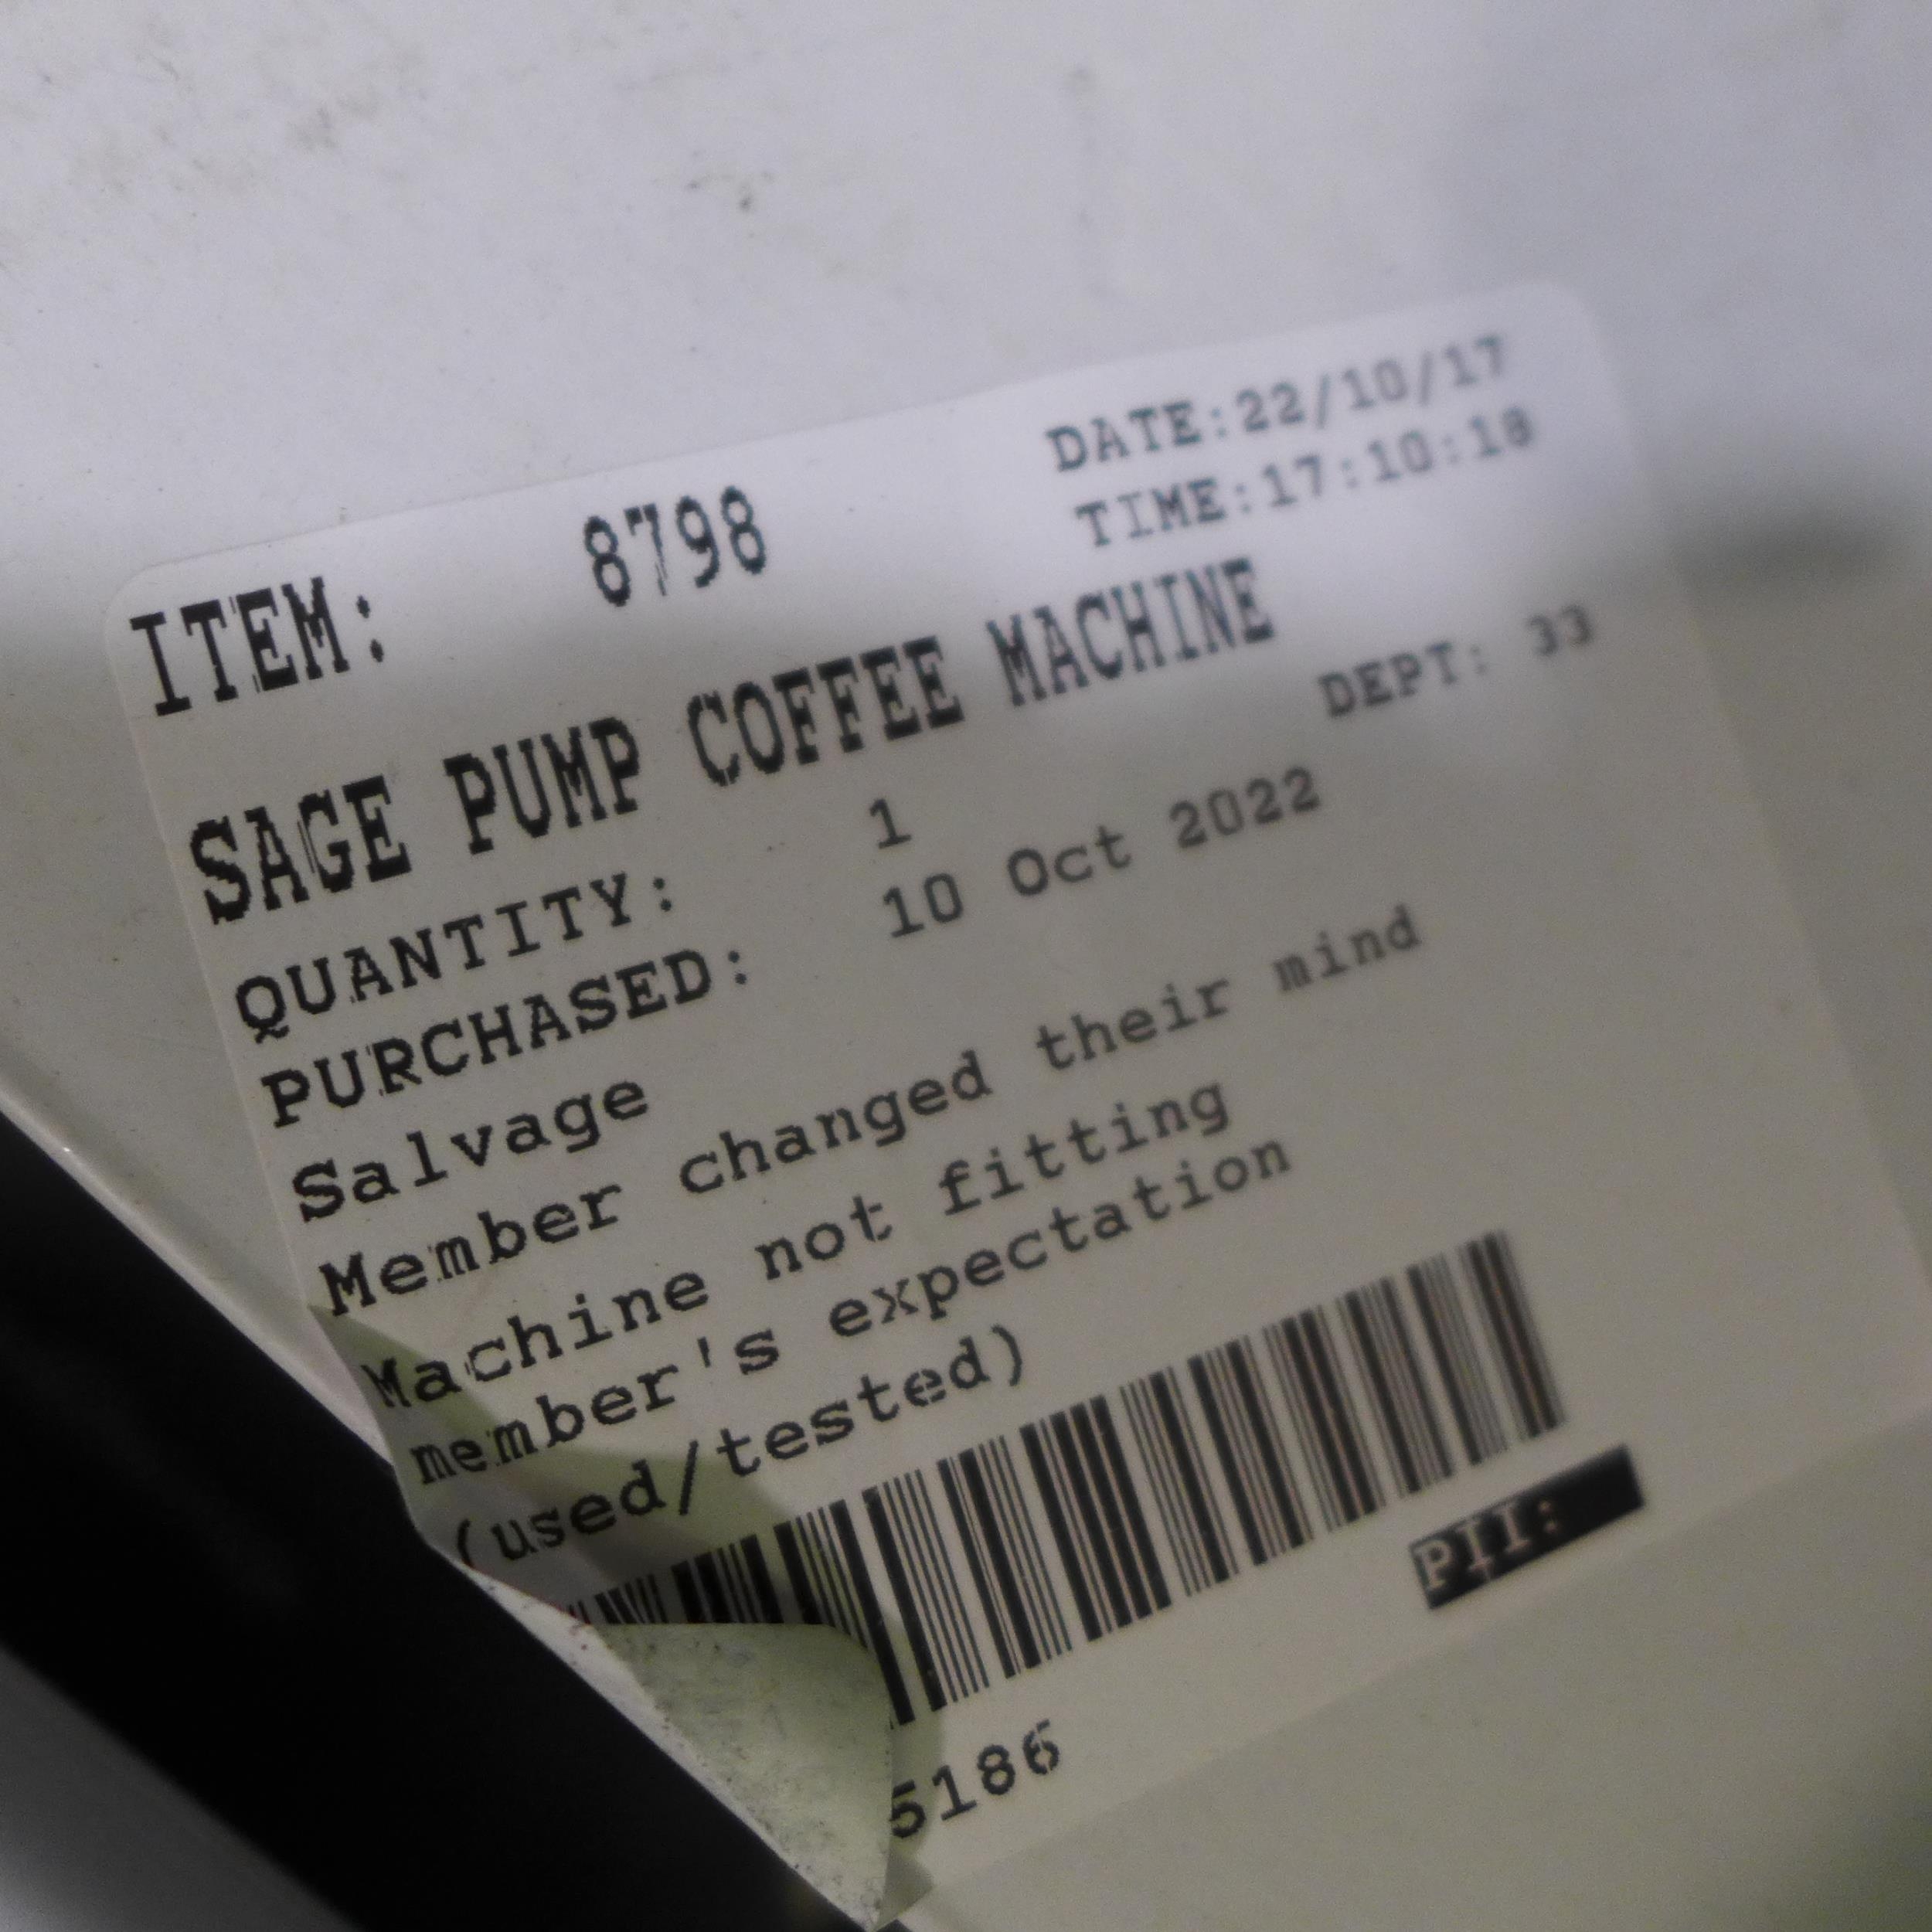 DATE:22/10/17
ITEM: 8798
TIME:17:10:18
SAGE PUMP COFFEE MACHINE
DEPT: 33
QUANTITY: 1
PURCHASED: 10 Oct 2022
Salvage
Member changed their mind
Machine not fitting
member's expectation
(used/tested)
PII:
5186